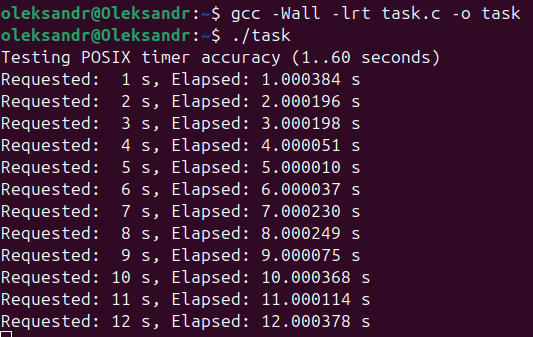 oleksandr@Oleksandr:~$ gcc -Wall -lrt task.c -o task
oleksandr@Oleksandr:~$ ./task
Testing POSIX timer accuracy (1..60 seconds)
Requested:  1 s, Elapsed: 1.000384 s
Requested:  2 s, Elapsed: 2.000196 s
Requested:  3 s, Elapsed: 3.000198 s
Requested:  4 s, Elapsed: 4.000051 s
Requested:  5 s, Elapsed: 5.000010 s
Requested:  6 s, Elapsed: 6.000037 s
Requested:  7 s, Elapsed: 7.000230 s
Requested:  8 s, Elapsed: 8.000249 s
Requested:  9 s, Elapsed: 9.000075 s
Requested: 10 s, Elapsed: 10.000368 s
Requested: 11 s, Elapsed: 11.000114 s
Requested: 12 s, Elapsed: 12.000378 s